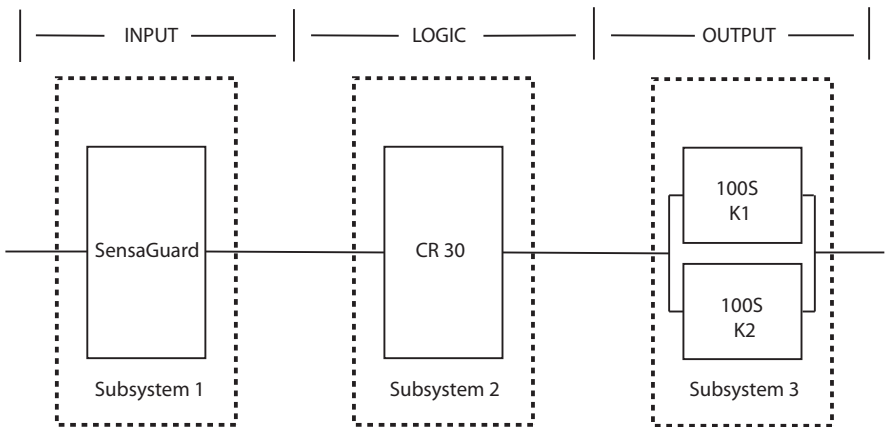 INPUT
LOGIC
OUTPUT
SensaGuard
CR 30
100S
K1
100S
K2
Subsystem 1
Subsystem 2
Subsystem 3